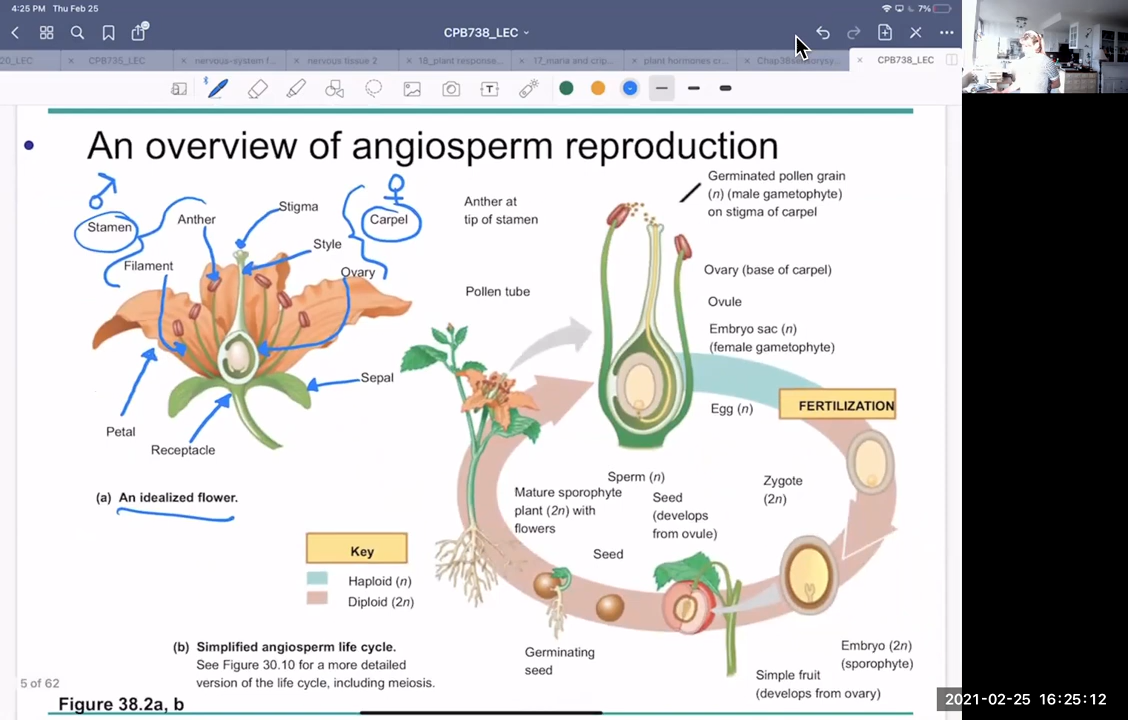 4:25 PM Thu Feb 25
7%
CPB738_LEC
20_LEC
CPB735_LEC
nervous-system f...
nervous tissue 2
18_plant response...
17_maria and crip...
plant hormones cr...
CPB738_LEC
An overview of angiosperm reproduction
Stamen
Anther
Filament
Stigma
Style
Carpel
Ovary
Petal
Receptacle
Sepal
(a) An idealized flower.
Anther at
tip of stamen
Pollen tube
Germinated pollen grain
(n) (male gametophyte)
on stigma of carpel
Ovary (base of carpel)
Ovule
Embryo sac (n)
(female gametophyte)
Egg (n)
FERTILIZATION
Sperm (n)
Mature sporophyte
plant (2n) with
flowers
Seed
(develops
from ovule)
Zygote
(2n)
Seed
Key
Haploid (n)
Diploid (2n)
Germinating
seed
Embryo (2n)
(sporophyte)
Simple fruit
(develops from ovary)
(b) Simplified angiosperm life cycle.
See Figure 30.10 for a more detailed
version of the life cycle, including meiosis.
5 of 62
Figure 38.2a, b
2021-02-25 16:25:12